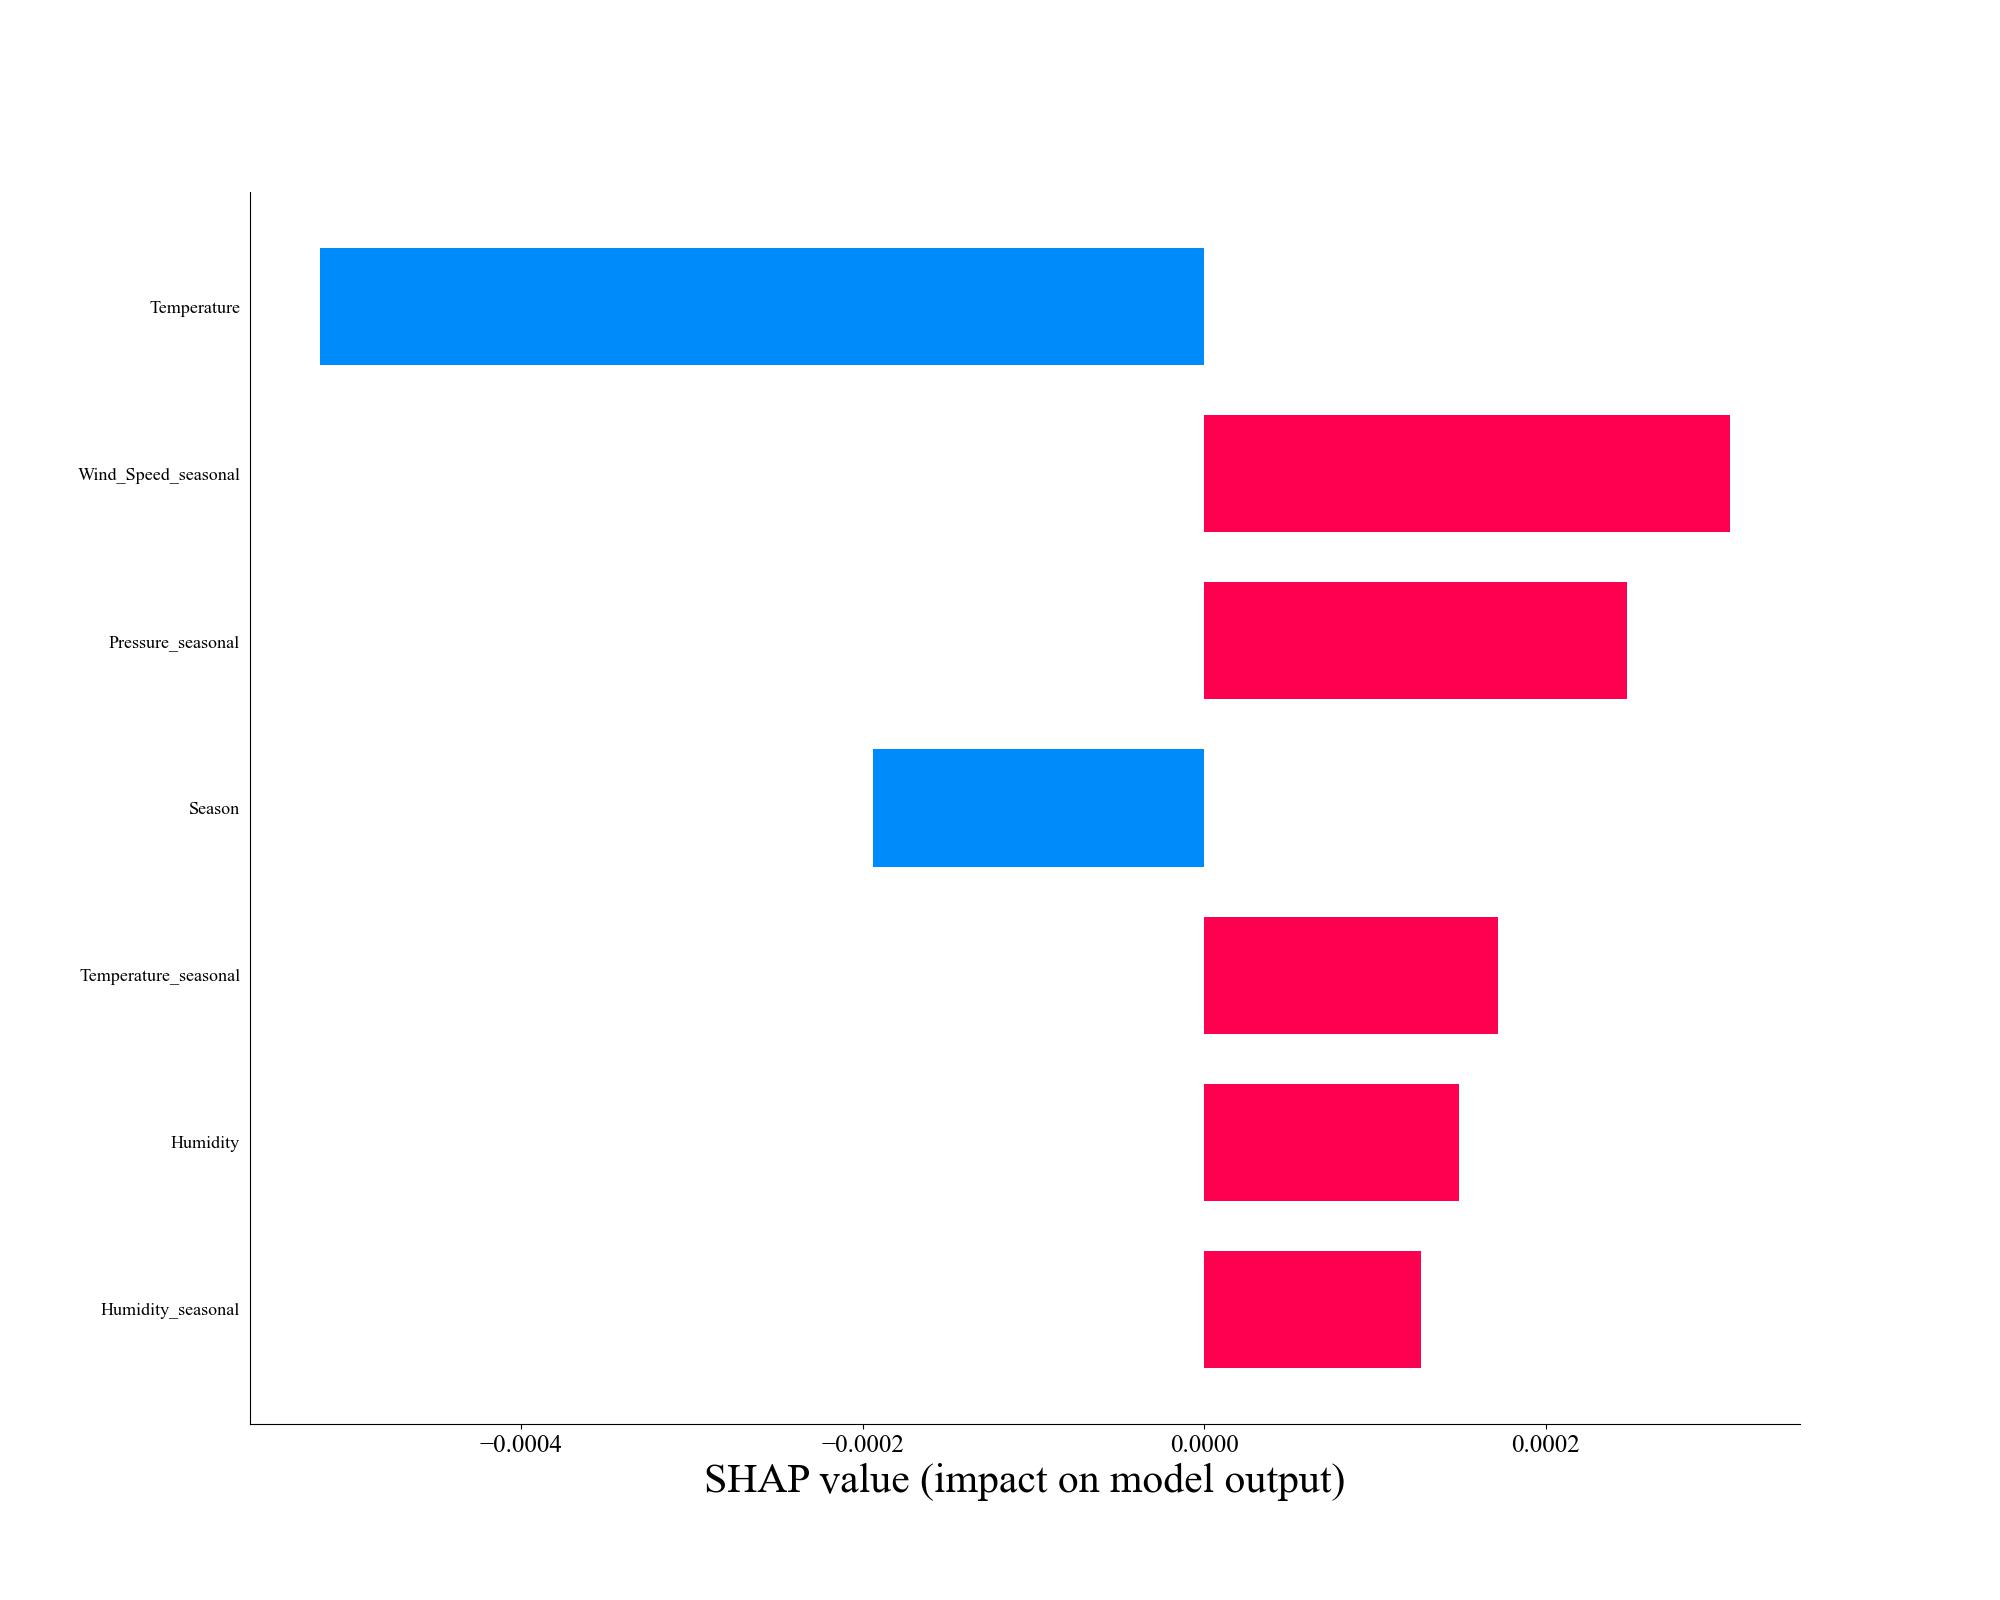 Temperature
Wind_Speed_seasonal
Pressure_seasonal
Season
Temperature_seasonal
Humidity
Humidity_seasonal
−0.0004 −0.0002 0.0000 0.0002
SHAP value (impact on model output)